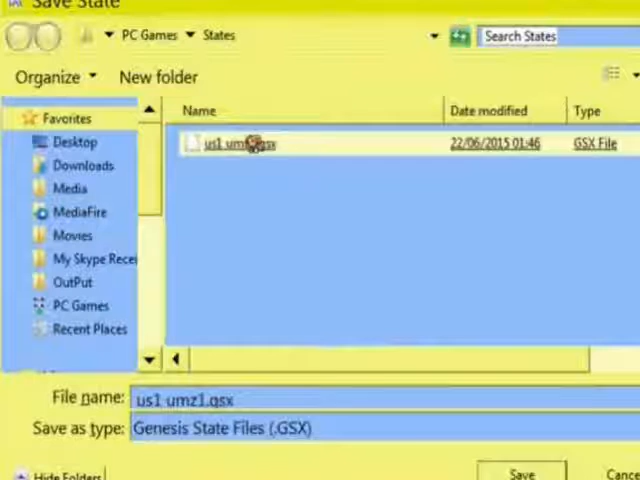 Save State
PC Games States
Search States
Organize New folder
Name Date modified Type
Favorites
Desktop
Downloads
Media
MediaFire
Movies
My Skype Recei
OutPut
PC Games
Recent Places
22/06/2015 01:46 GSX File
File name: us1 umz1.gsx
Save as type: Genesis State Files (.GSX)
Hide Folders
Save
Cance